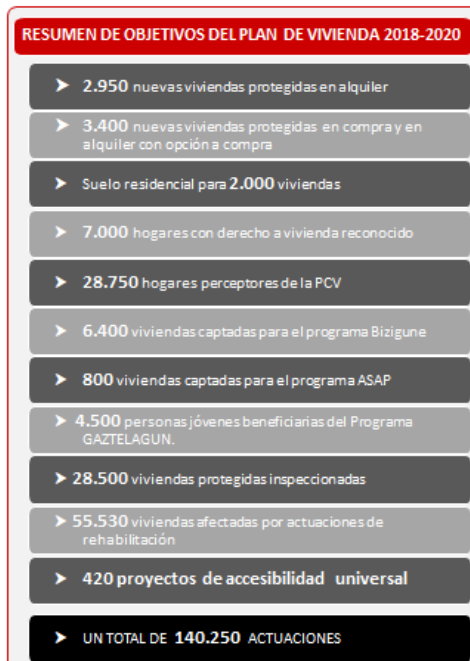 RESUMEN DE OBJETIVOS DEL PLAN DE VIVIENDA 2018-2020
➤ 2.950 nuevas viviendas protegidas en alquiler
➤ 3.400 nuevas viviendas protegidas en compra y en
alquiler con opción a compra
➤ Suelo residencial para 2.000 viviendas
➤ 7.000 hogares con derecho a vivienda reconocido
➤ 28.750 hogares perceptores de la PCV
➤ 6.400 viviendas captadas para el programa Bizigune
➤ 800 viviendas captadas para el programa ASAP
➤ 4.500 personas jóvenes beneficiarias del Programa
GAZTELAGUN.
➤ 28.500 viviendas protegidas inspeccionadas
➤ 55.530 viviendas afectadas por actuaciones de
rehabilitación
➤ 420 proyectos de accesibilidad universal
➤ UN TOTAL DE 140.250 ACTUACIONES